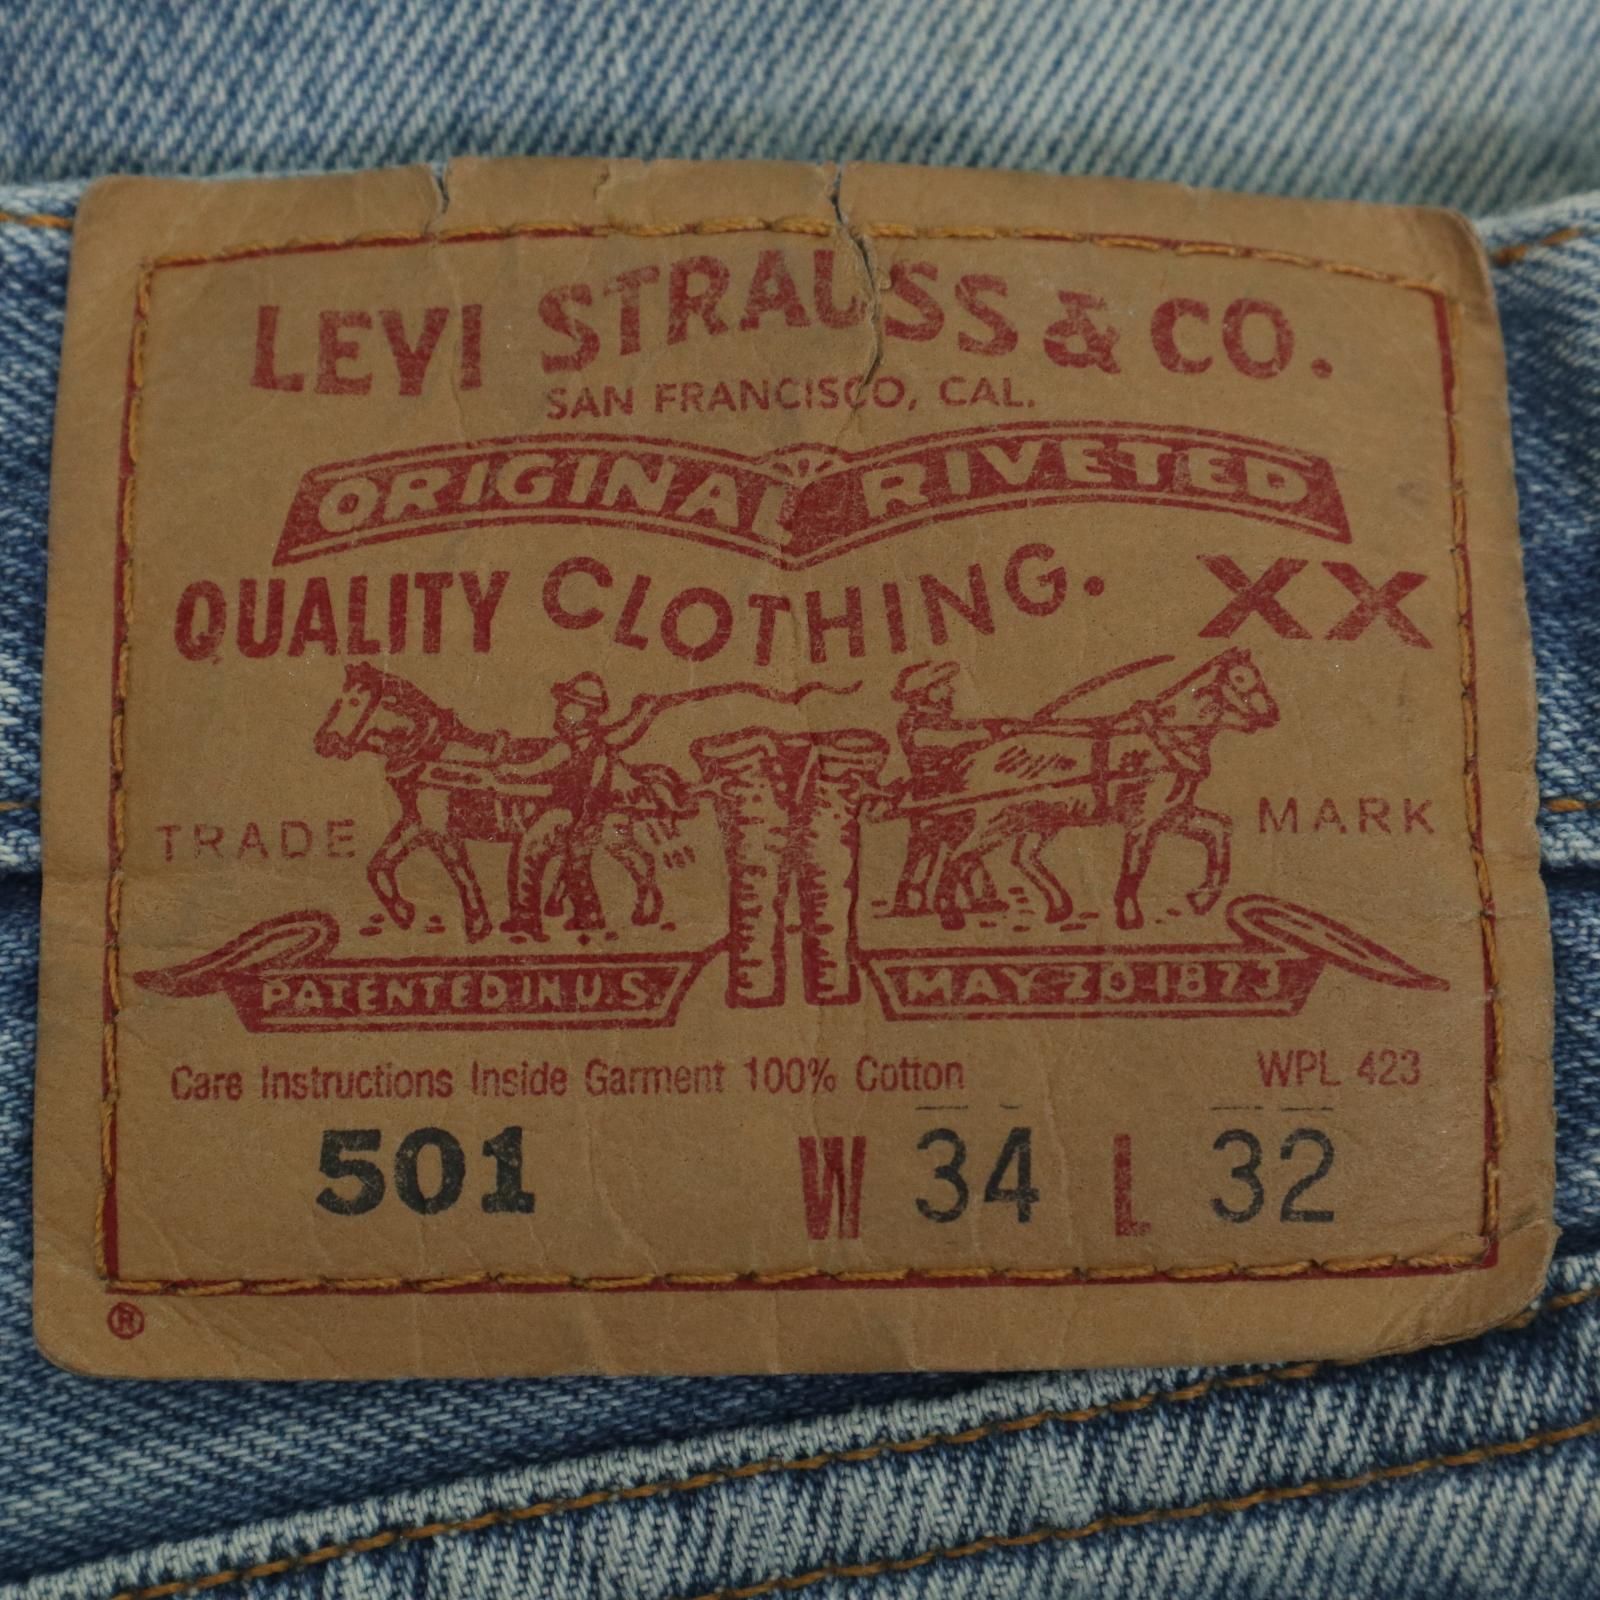 LEVI STRAUSS & CO.
SAN FRANCISCO, CAL.
ORIGINAL RIVETED
QUALITY CLOTHING. XX
TRADE MARK
PATENTED IN U.S. MAY 20 1873
Care Instructions Inside Garment 100% Cotton WPL 423
501 W 34 L 32
®